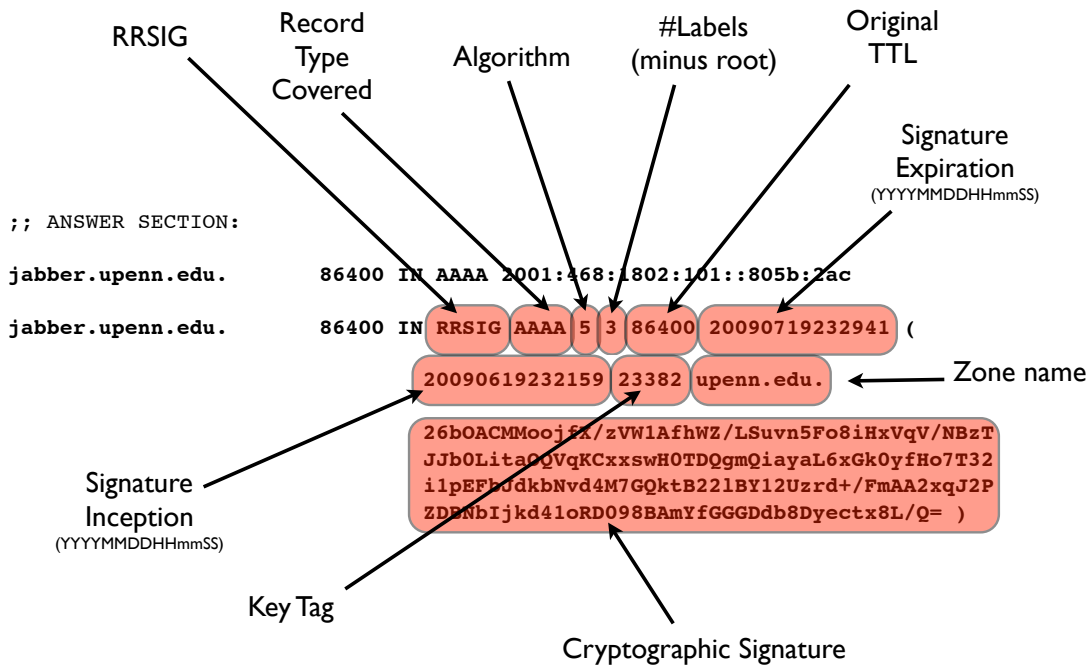 RRSIG
Record
Type
Covered
Algorithm
#Labels
(minus root)
Original
TTL
Signature
Expiration
(YYYYMMDDHHmmSS)
;; ANSWER SECTION:
jabber.upenn.edu. 86400 IN AAAA 2001:468:1802:101::805b:2ac
jabber.upenn.edu. 86400 IN RRSIG AAAA 5 3 86400 20090719232941 (
20090619232159 23382 upenn.edu.
Zone name
26bOACMMoojfX/zVW1AfhWZ/LSuvn5Fo8iHxVqV/NBzT
JJb0LitaOQVqKCxxswH0TDQgmQiayaL6xGk0yfHo7T32
i1pEFbJdkbNvd4M7GQktB22lBY12Uzrd+/FmAA2xqJ2P
ZDBNbIjkd41oRD098BAmYfGGGDdb8Dyectx8L/Q= )
Signature
Inception
(YYYYMMDDHHmmSS)
Key Tag
Cryptographic Signature